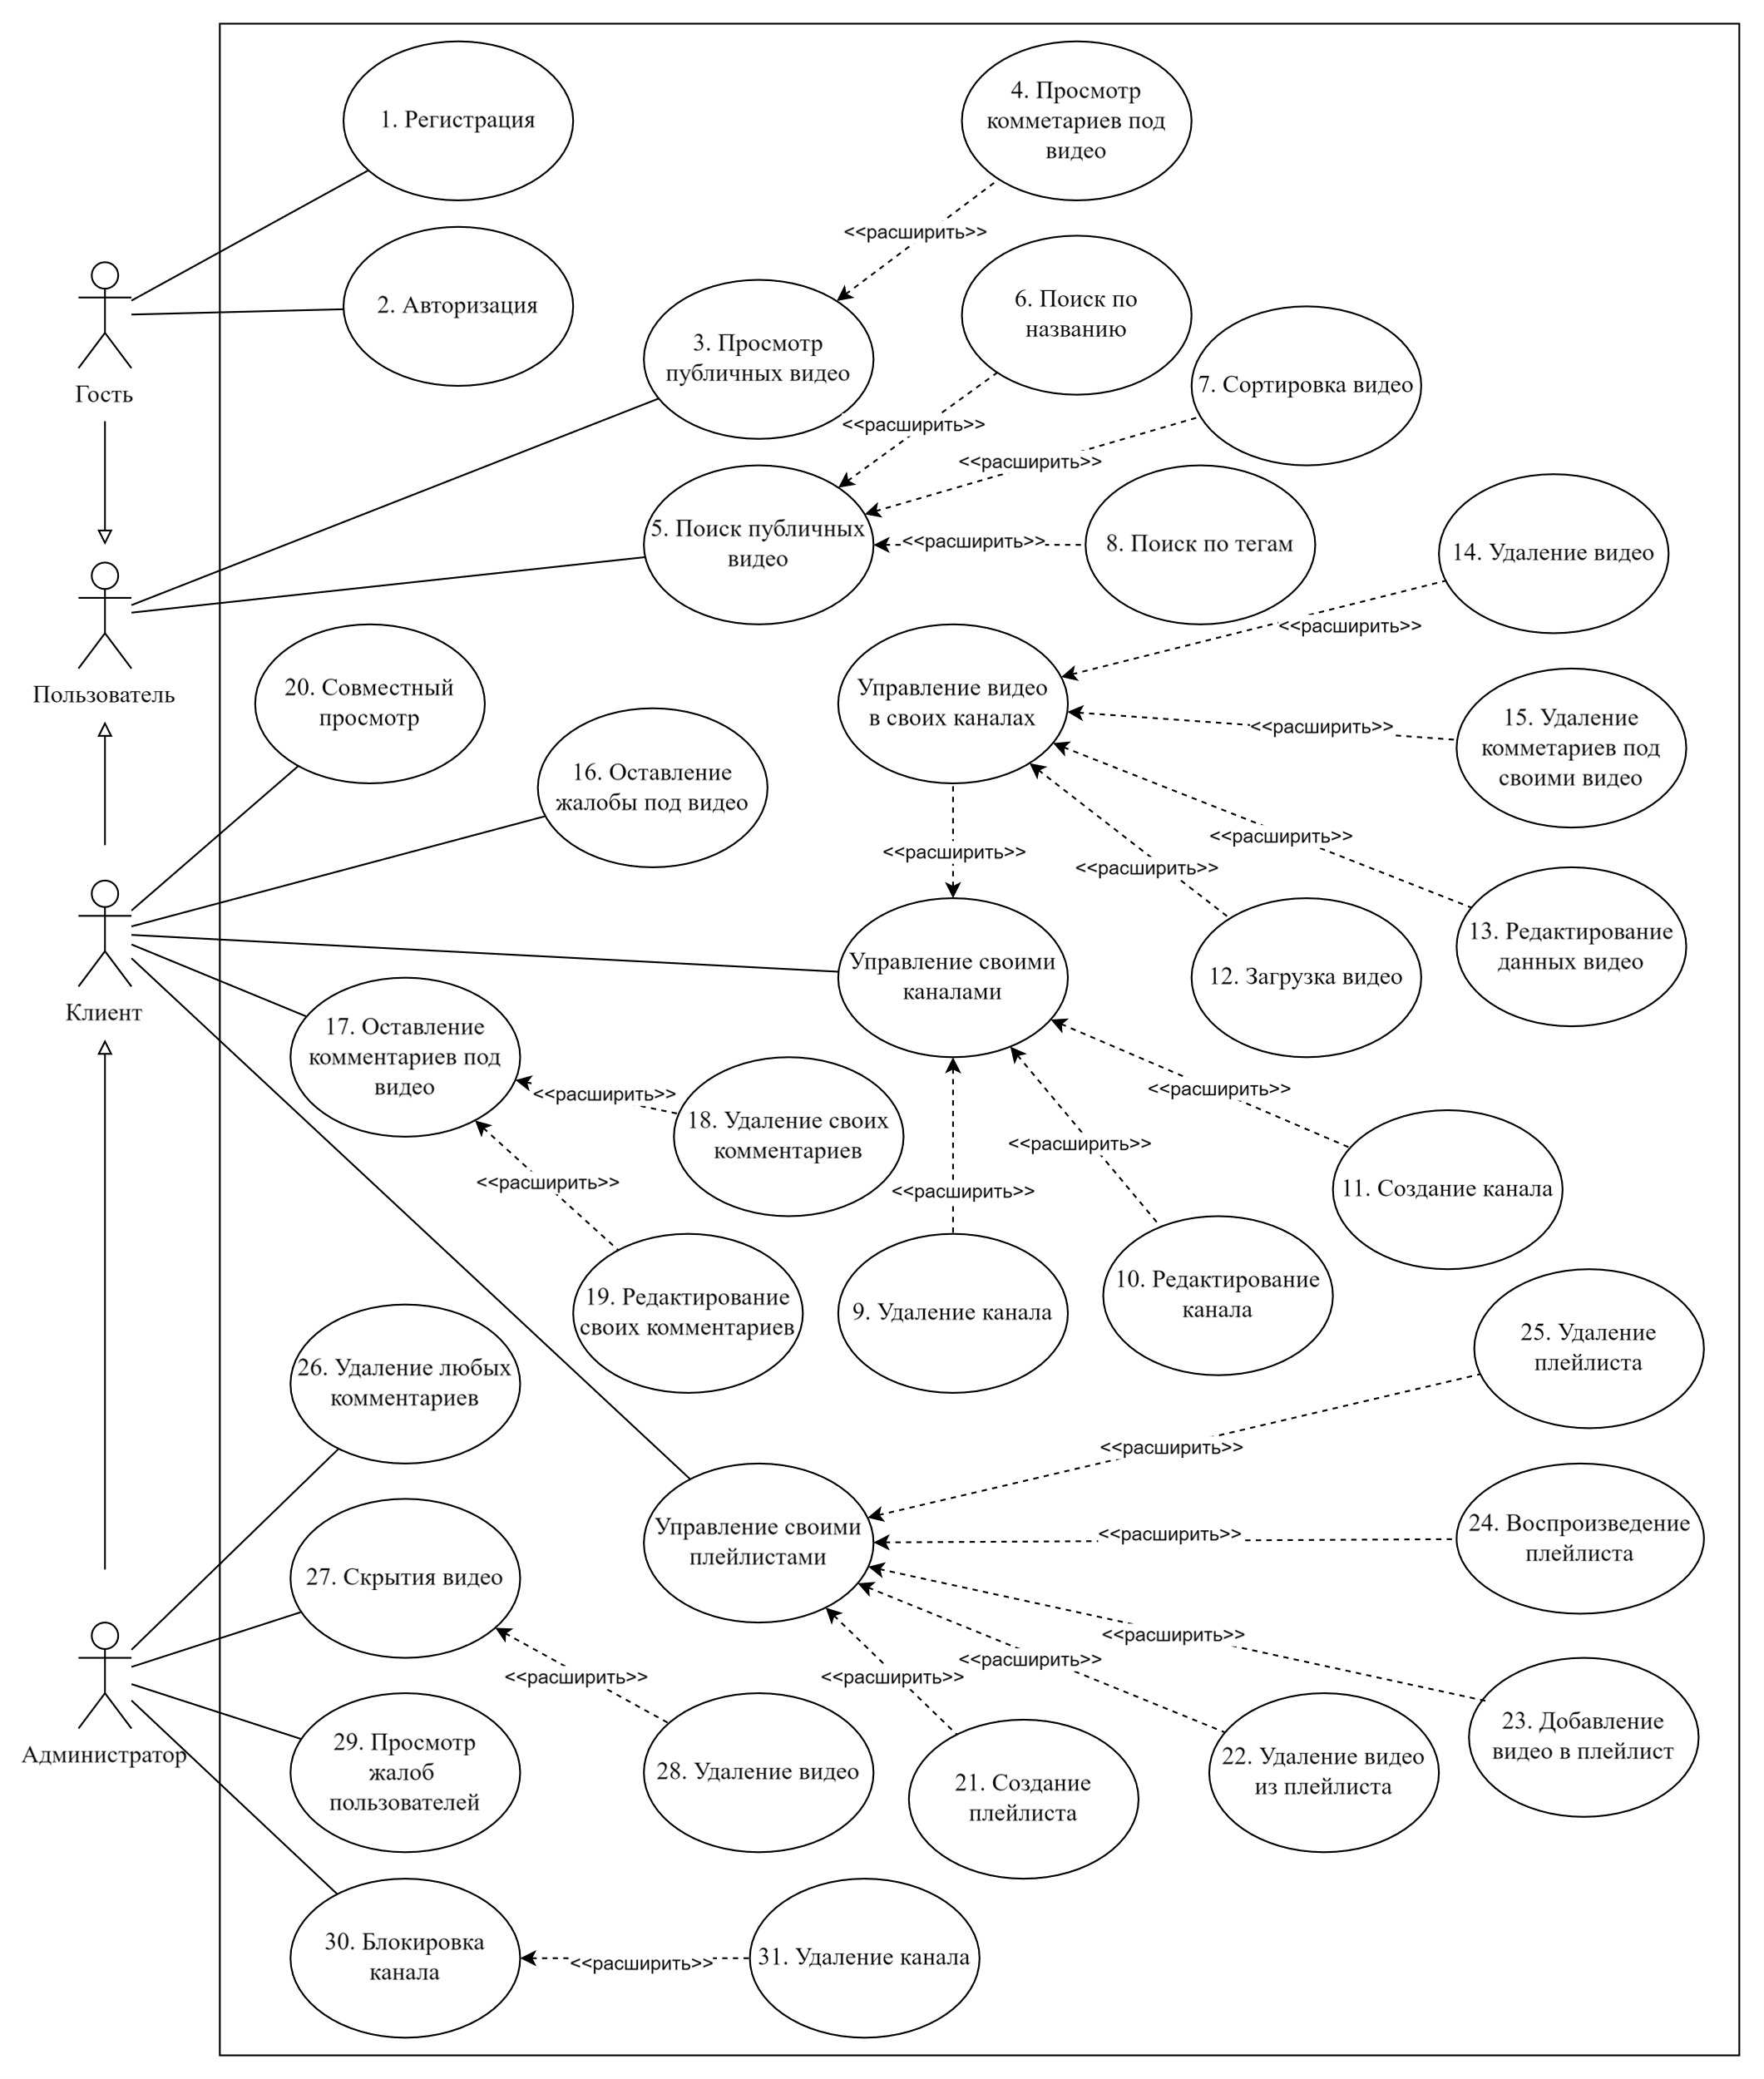 1. Регистрация
4. Просмотр
комметариев под
видео
<<расширить>>
2. Авторизация
6. Поиск по
названию
Гость
3. Просмотр
публичных видео
7. Сортировка видео
<<расширить>>
<<расширить>>
5. Поиск публичных
видео
<<расширить>>
8. Поиск по тегам
14. Удаление видео
<<расширить>>
Пользователь
20. Совместный
просмотр
Управление видео
в своих каналах
<<расширить>>
15. Удаление
комметариев под
своими видео
16. Оставление
жалобы под видео
<<расширить>>
<<расширить>>
<<расширить>>
13. Редактирование
данных видео
Управление своими
каналами
12. Загрузка видео
Клиент
17. Оставление
комментариев под
видео
<<расширить>>
18. Удаление своих
комментариев
<<расширить>>
<<расширить>>
<<расширить>>
<<расширить>>
11. Создание канала
19. Редактирование
своих комментариев
9. Удаление канала
10. Редактирование
канала
25. Удаление
плейлиста
26. Удаление любых
комментариев
<<расширить>>
Управление своими
плейлистами
<<расширить>>
24. Воспроизведение
плейлиста
27. Скрытия видео
<<расширить>>
<<расширить>>
<<расширить>>
<<расширить>>
23. Добавление
видео в плейлист
Администратор
29. Просмотр
жалоб
пользователей
28. Удаление видео
21. Создание
плейлиста
22. Удаление видео
из плейлиста
30. Блокировка
канала
<<расширить>>
31. Удаление канала